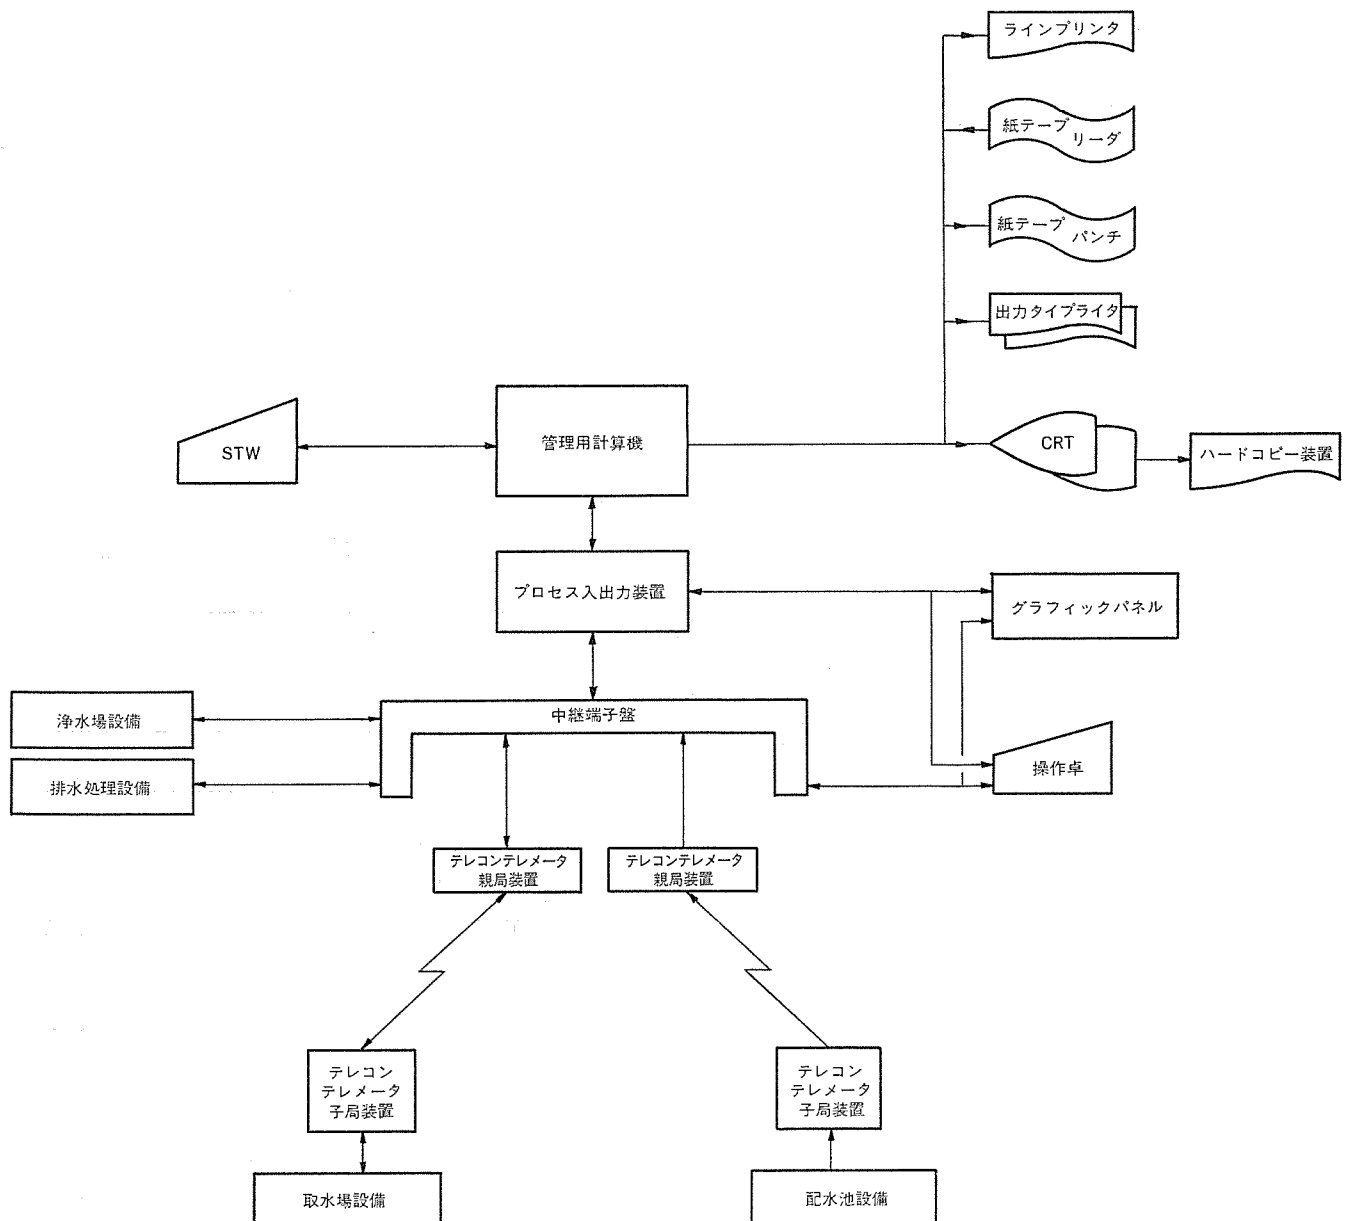 ラインプリンタ
紙テープ
リーダ
紙テープ
パンチ
出力タイプライタ
STW
管理用計算機
CRT
ハードコピー装置
プロセス入出力装置
グラフィックパネル
浄水場設備
中継端子盤
排水処理設備
操作卓
テレコンテレメータ
親局装置
テレコンテレメータ
親局装置
テレコン
テレメータ
子局装置
テレコン
テレメータ
子局装置
取水場設備
配水池設備